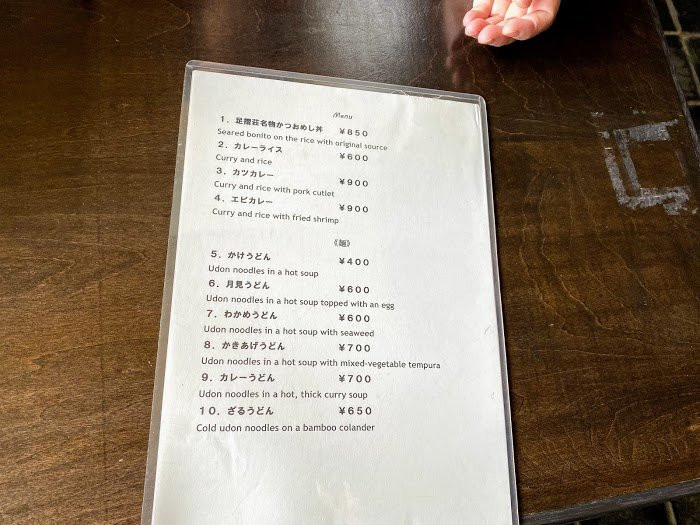 Menu
1．足摺荘名物かつおめし丼 ￥850
Seared bonito on the rice with original source
2．カレーライス ￥600
Curry and rice
3．カツカレー ￥900
Curry and rice with pork cutlet
4．エビカレー ￥900
Curry and rice with fried shrimp
《麺》
5．かけうどん ￥400
Udon noodles in a hot soup
6．月見うどん ￥600
Udon noodles in a hot soup topped with an egg
7．わかめうどん ￥600
Udon noodles in a hot soup with seaweed
8．かきあげうどん ￥700
Udon noodles in a hot soup with mixed-vegetable tempura
9．カレーうどん ￥700
Udon noodles in a hot, thick curry soup
10．ざるうどん ￥650
Cold udon noodles on a bamboo colander